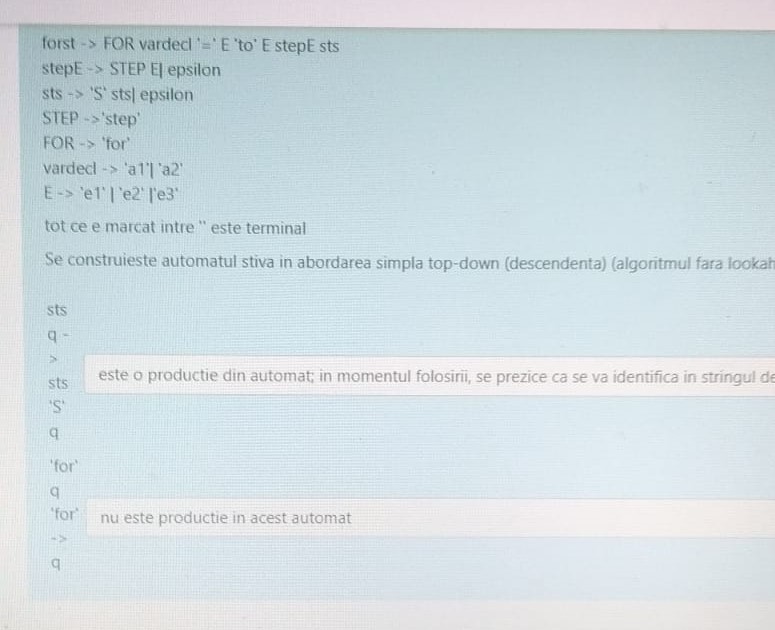 forst -> FOR vardecl '=' E 'to' E stepE sts
stepE -> STEP E| epsilon
sts -> 'S' sts| epsilon
STEP ->'step'
FOR -> 'for'
vardecl -> 'a1'| 'a2'
E -> 'e1' | 'e2' |'e3'
tot ce e marcat intre '' este terminal
Se construieste automatul stiva in abordarea simpla top-down (descendenta) (algoritmul fara lookah
sts
q -
>
sts
'S'
q
este o productie din automat; in momentul folosirii, se prezice ca se va identifica in stringul de
'for'
q
'for'
->
q
nu este productie in acest automat